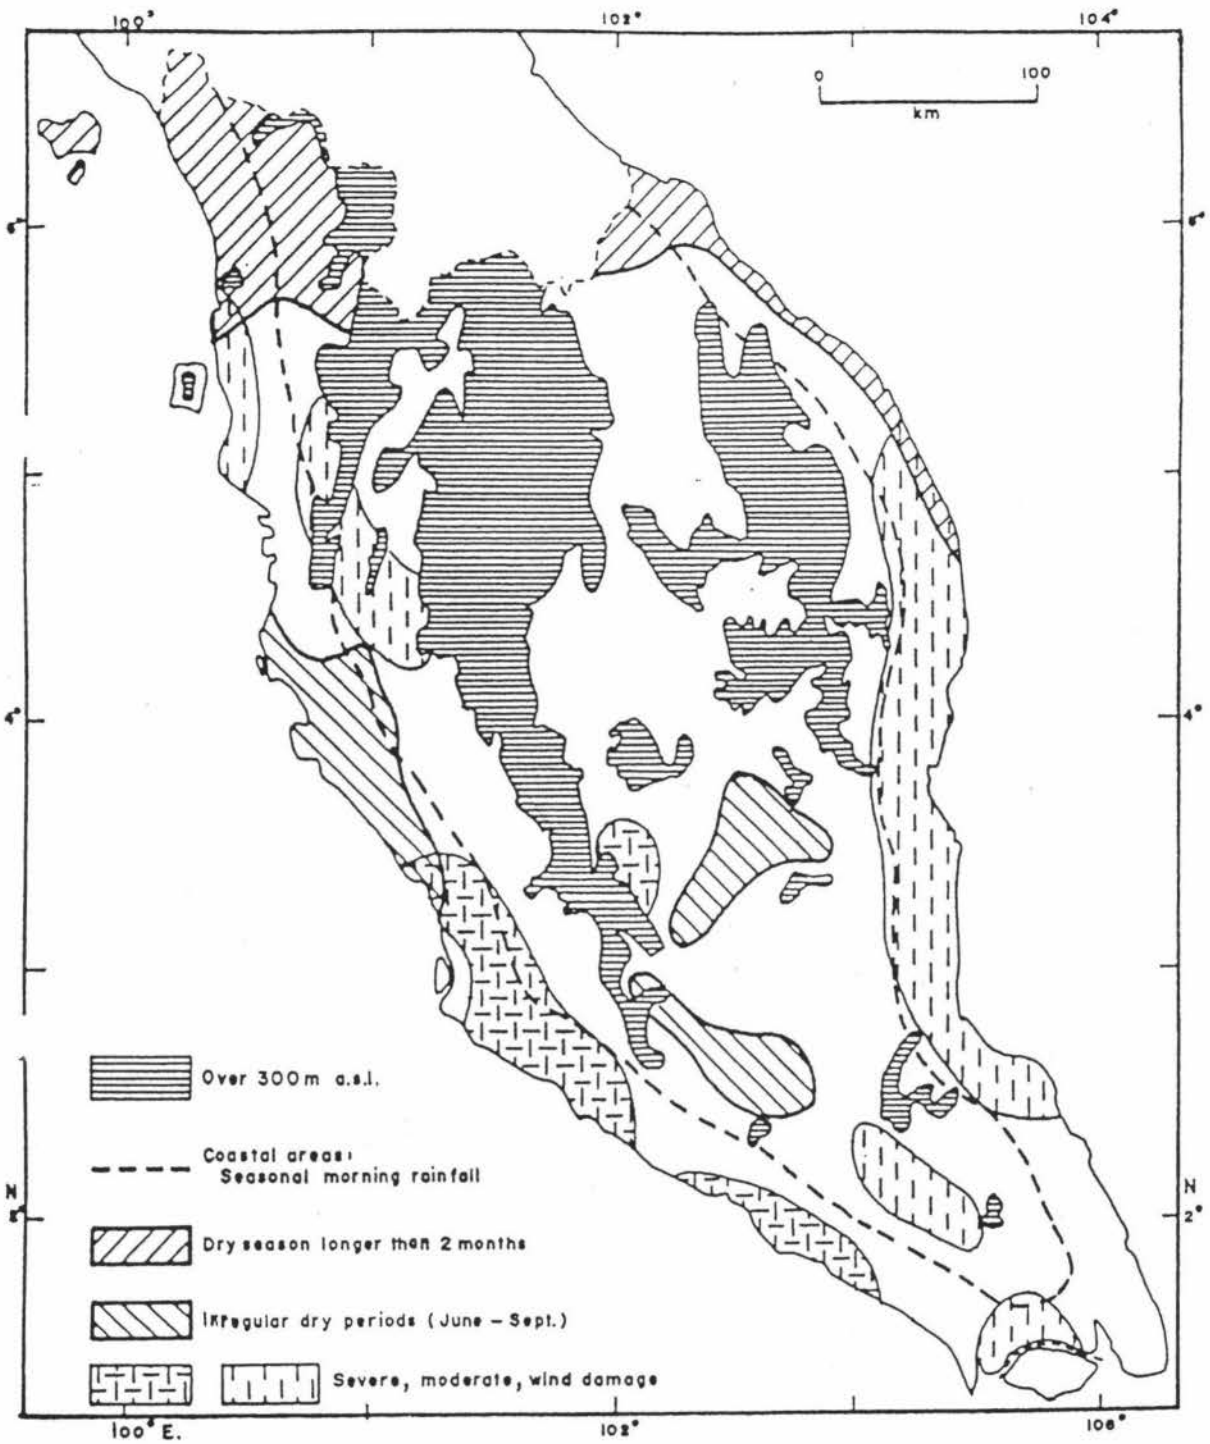 100°
102°
104°
0 100
km
6°
6°
4°
4°
Over 300m a.s.l.
Coastal areas:
Seasonal morning rainfall
N
2°
N
2°
Dry season longer than 2 months
Irregular dry periods (June – Sept.)
Severe, moderate, wind damage
100° E.
102°
106°